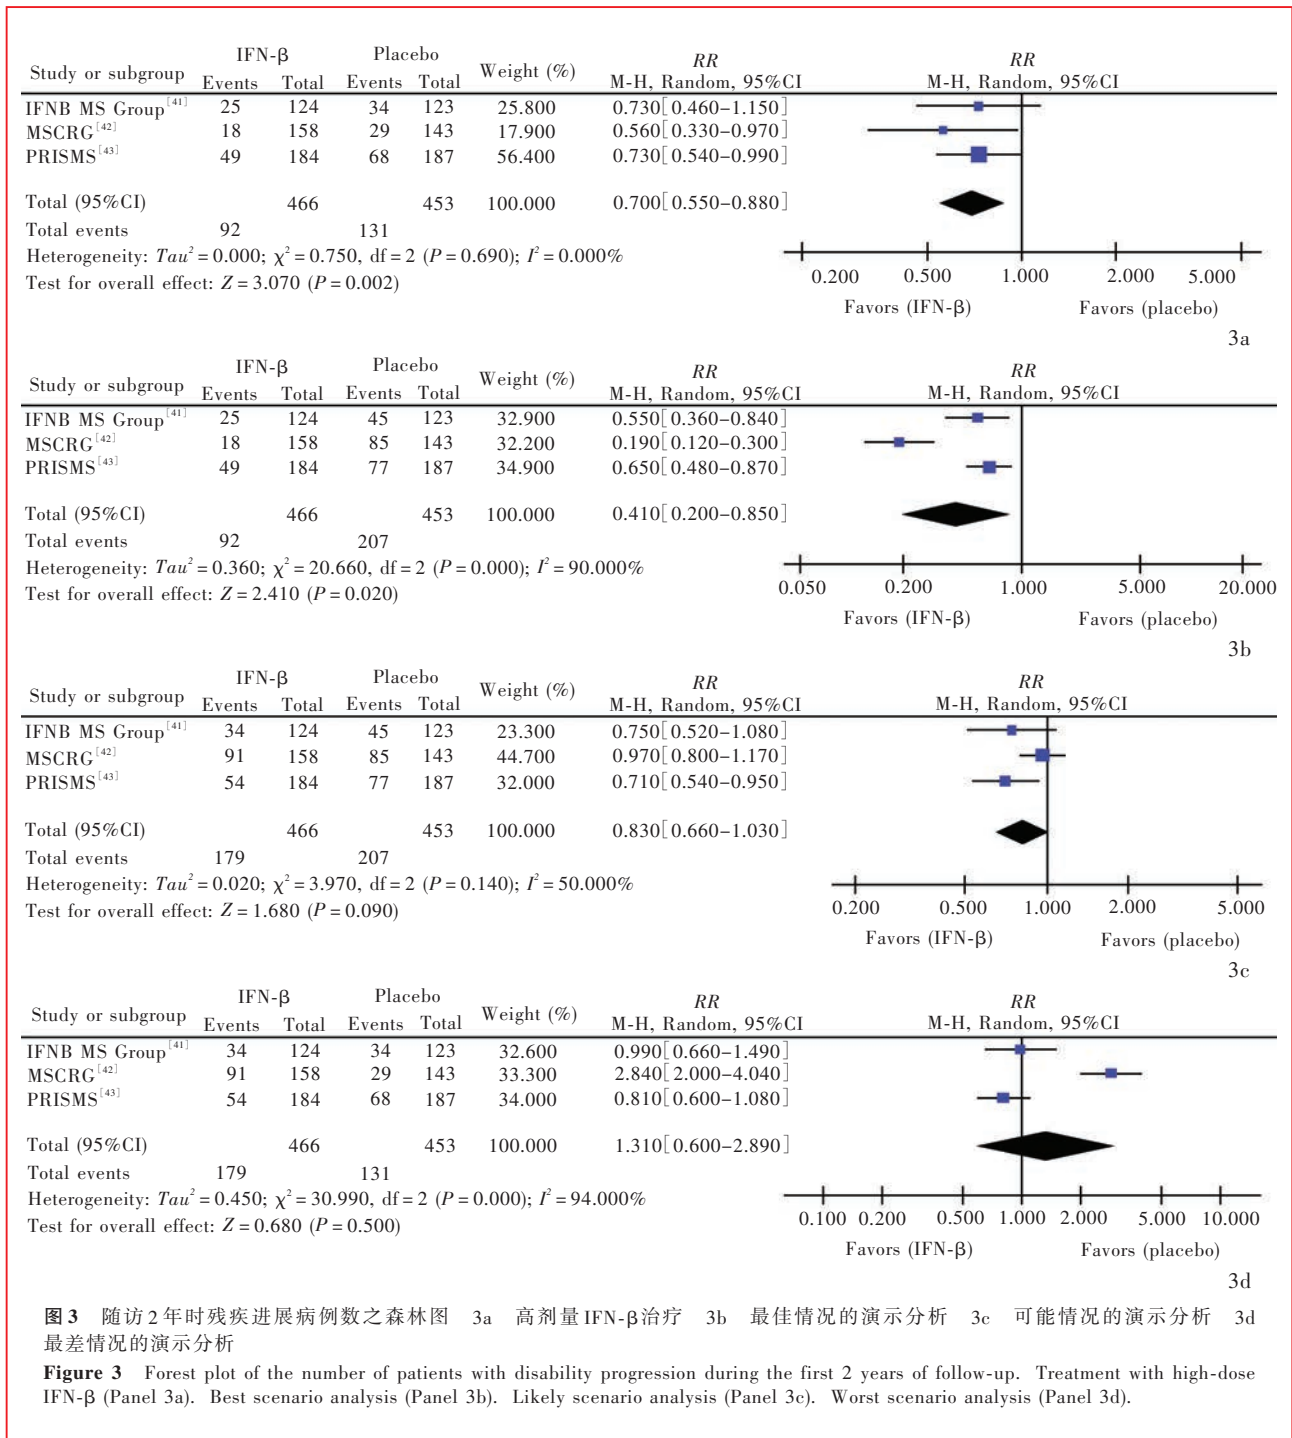 Study or subgroup IFN-β Placebo Weight (%) RR RR
Events Total Events Total M-H, Random, 95%CI M-H, Random, 95%CI
IFNB MS Group[41] 25 124 34 123 25.800 0.730[0.460-1.150]
MSCRG[42] 18 158 29 143 17.900 0.560[0.330-0.970]
PRISMS[43] 49 184 68 187 56.400 0.730[0.540-0.990]
Total (95%CI) 466 453 100.000 0.700[0.550-0.880]
Total events 92 131
Heterogeneity: Tau²=0.000; χ²=0.750, df=2 (P=0.690); I²=0.000%
Test for overall effect: Z=3.070 (P=0.002)
0.200 0.500 1.000 2.000 5.000
Favors (IFN-β) Favors (placebo)
3a
Study or subgroup IFN-β Placebo Weight (%) RR RR
Events Total Events Total M-H, Random, 95%CI M-H, Random, 95%CI
IFNB MS Group[41] 25 124 45 123 32.900 0.550[0.360-0.840]
MSCRG[42] 18 158 85 143 32.200 0.190[0.120-0.300]
PRISMS[43] 49 184 77 187 34.900 0.650[0.480-0.870]
Total (95%CI) 466 453 100.000 0.410[0.200-0.850]
Total events 92 207
Heterogeneity: Tau²=0.360; χ²=20.660, df=2 (P=0.000); I²=90.000%
Test for overall effect: Z=2.410 (P=0.020)
0.050 0.200 1.000 5.000 20.000
Favors (IFN-β) Favors (placebo)
3b
Study or subgroup IFN-β Placebo Weight (%) RR RR
Events Total Events Total M-H, Random, 95%CI M-H, Random, 95%CI
IFNB MS Group[41] 34 124 45 123 23.300 0.750[0.520-1.080]
MSCRG[42] 91 158 85 143 44.700 0.970[0.800-1.170]
PRISMS[43] 54 184 77 187 32.000 0.710[0.540-0.950]
Total (95%CI) 466 453 100.000 0.830[0.660-1.030]
Total events 179 207
Heterogeneity: Tau²=0.020; χ²=3.970, df=2 (P=0.140); I²=50.000%
Test for overall effect: Z=1.680 (P=0.090)
0.200 0.500 1.000 2.000 5.000
Favors (IFN-β) Favors (placebo)
3c
Study or subgroup IFN-β Placebo Weight (%) RR RR
Events Total Events Total M-H, Random, 95%CI M-H, Random, 95%CI
IFNB MS Group[41] 34 124 34 123 32.600 0.990[0.660-1.490]
MSCRG[42] 91 158 29 143 33.300 2.840[2.000-4.040]
PRISMS[43] 54 184 68 187 34.000 0.810[0.600-1.080]
Total (95%CI) 466 453 100.000 1.310[0.600-2.890]
Total events 179 131
Heterogeneity: Tau²=0.450; χ²=30.990, df=2 (P=0.000); I²=94.000%
Test for overall effect: Z=0.680 (P=0.500)
0.100 0.200 0.500 1.000 2.000 5.000 10.000
Favors (IFN-β) Favors (placebo)
3d
图3 随访2年时残疾进展病例数之森林图 3a 高剂量IFN-β治疗 3b 最佳情况的演示分析 3c 可能情况的演示分析 3d
最差情况的演示分析
Figure 3 Forest plot of the number of patients with disability progression during the first 2 years of follow-up. Treatment with high-dose
IFN-β (Panel 3a). Best scenario analysis (Panel 3b). Likely scenario analysis (Panel 3c). Worst scenario analysis (Panel 3d).